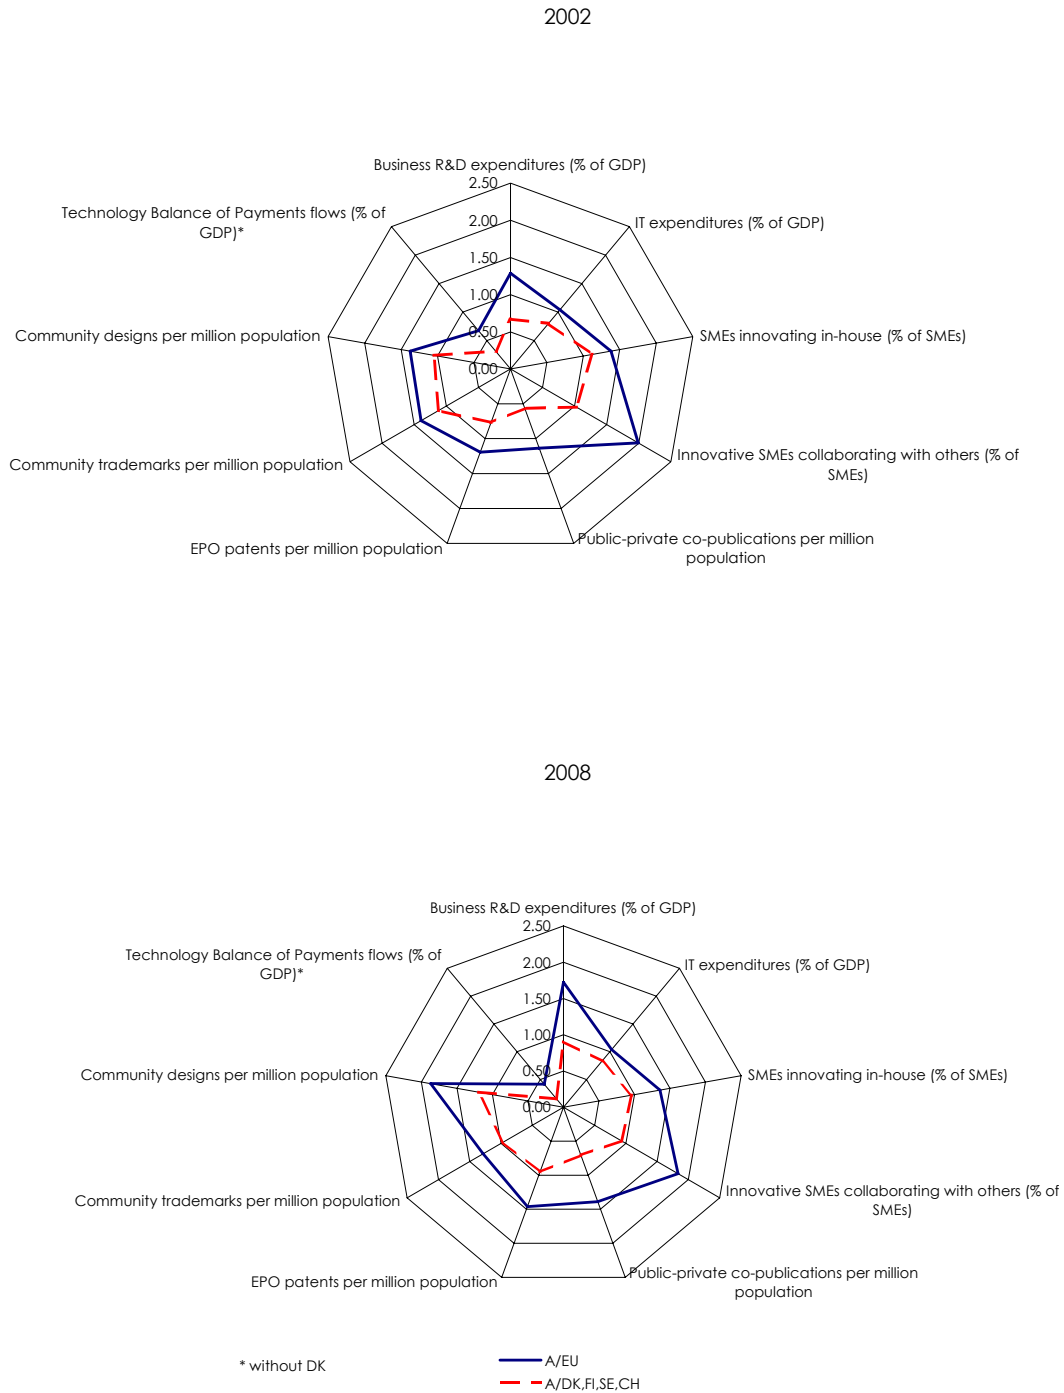 2002
Business R&D expenditures (% of GDP)
2.50
2.00
1.50
1.00
0.50
0.00
Technology Balance of Payments flows (% of
GDP)*
IT expenditures (% of GDP)
Community designs per million population
SMEs innovating in-house (% of SMEs)
Community trademarks per million population
Innovative SMEs collaborating with others (% of
SMEs)
EPO patents per million population
Public-private co-publications per million
population
2008
Business R&D expenditures (% of GDP)
2.50
2.00
1.50
1.00
0.50
0.00
Technology Balance of Payments flows (% of
GDP)*
IT expenditures (% of GDP)
Community designs per million population
SMEs innovating in-house (% of SMEs)
Community trademarks per million population
Innovative SMEs collaborating with others (% of
SMEs)
EPO patents per million population
Public-private co-publications per million
population
* without DK
A/EU
A/DK,FI,SE,CH